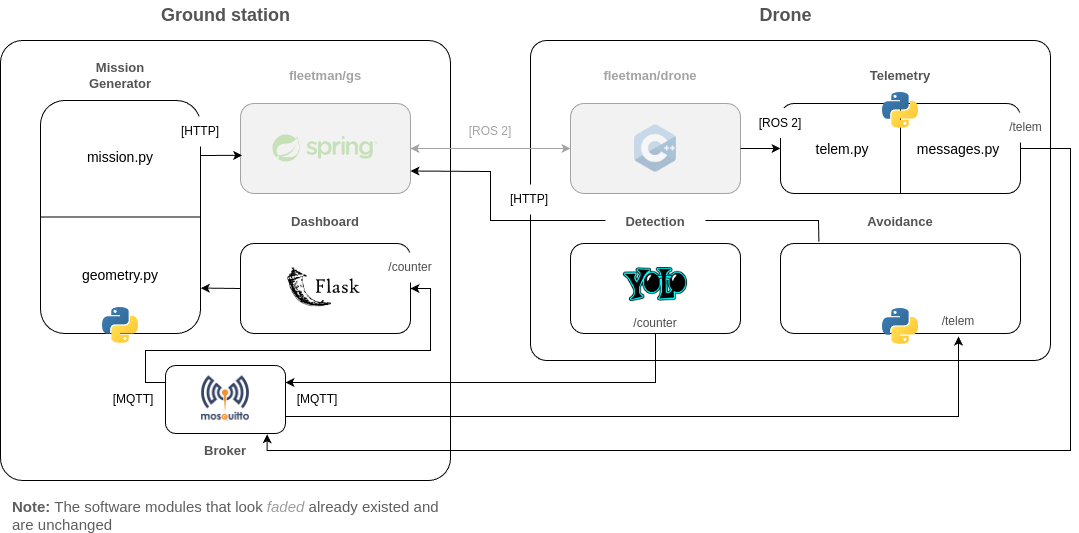 Ground station
Drone
Mission
Generator
fleetman/gs
fleetman/drone
Telemetry
[HTTP]
[ROS 2]
[ROS 2]
/telem
mission.py
spring
C++
telem.py
messages.py
[HTTP]
Dashboard
Detection
Avoidance
geometry.py
Flask
/counter
YOLO
/counter
/telem
[MQTT]
mosquitto
[MQTT]
Broker
Note: The software modules that look faded already existed and
are unchanged